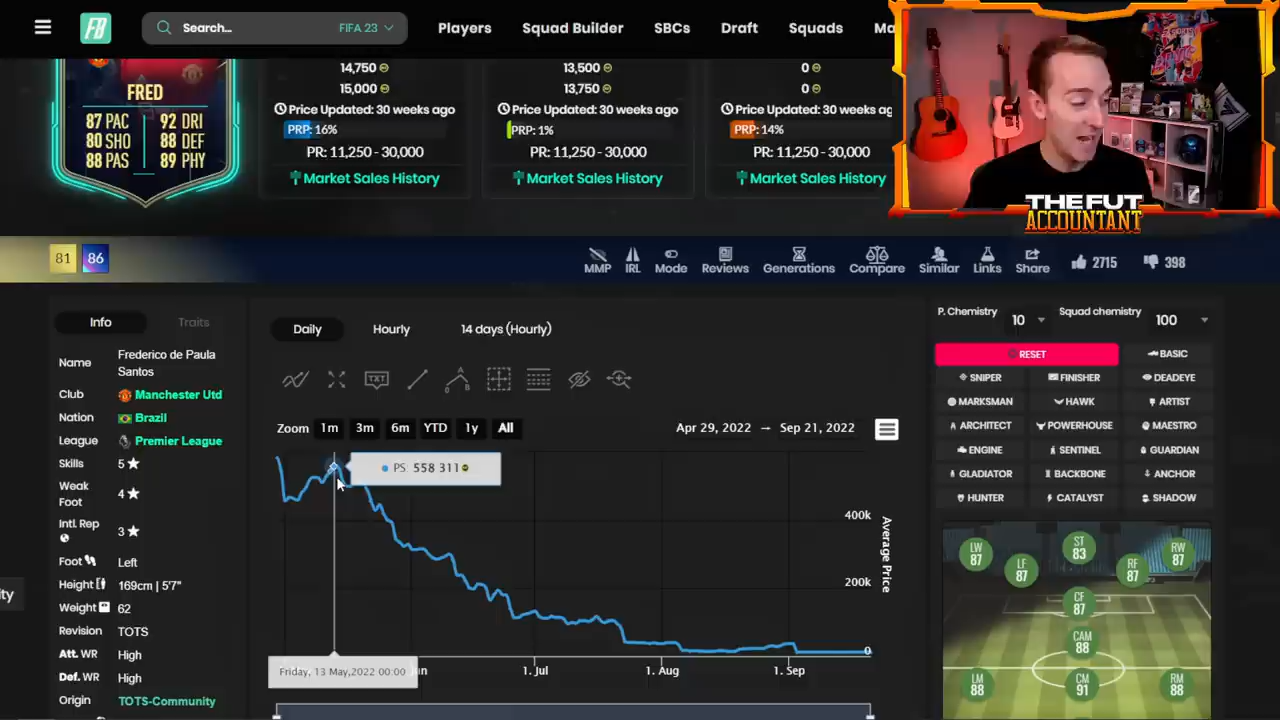 FB
Search...
FIFA 23
Players
Squad Builder
SBCs
Draft
Squads
Ma
FRED
87 PAC
92 DRI
80 SHO
88 DEF
88 PAS
89 PHY
14,750
15,000
Price Updated: 30 weeks ago
PRP: 16%
PR: 11,250 - 30,000
Market Sales History
13,500
13,750
Price Updated: 30 weeks ago
PRP: 1%
PR: 11,250 - 30,000
Market Sales History
0
0
Price Updated: 30 weeks ago
PRP: 14%
PR: 11,250 - 30,000
Market Sales History
THE FUT
ACCOUNTANT
81
86
MMP
IRL
Mode
Reviews
Generations
Compare
Similar
Links
Share
2715
398
Info
Traits
Name
Frederico de Paula
Santos
Club
Manchester Utd
Nation
Brazil
League
Premier League
Skills
5
Weak
Foot
4
Intl. Rep
3
Foot
Left
Height
169cm | 5'7"
Weight
62
Revision
TOTS
Att. WR
High
Def. WR
High
Origin
TOTS-Community
ty
Daily
Hourly
14 days (Hourly)
TXT
Zoom
1m
3m
6m
YTD
1y
All
Apr 29, 2022 → Sep 21, 2022
PS: 558 311
400k
200k
0
Average Price
Friday, 13 May,2022 00:00
un
1. Jul
1. Aug
1. Sep
P. Chemistry
10
Squad chemistry
100
RESET
BASIC
SNIPER
FINISHER
DEADEYE
MARKSMAN
HAWK
ARTIST
ARCHITECT
POWERHOUSE
MAESTRO
ENGINE
SENTINEL
GUARDIAN
GLADIATOR
BACKBONE
ANCHOR
HUNTER
CATALYST
SHADOW
LW
87
ST
83
RW
87
LF
87
RF
87
CF
87
CAM
88
LM
88
CM
91
RM
88